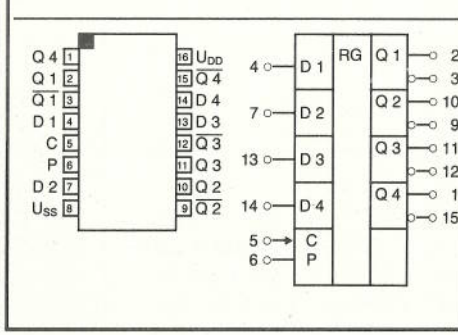 Q 4 1 16 U_DD
Q 1 2 15 Q̅ 4̅
Q̅ 1̅ 3 14 D 4
D 1 4 13 D 3
C 5 12 Q̅ 3̅
P 6 11 Q 3
D 2 7 10 Q 2
U_SS 8 9 Q̅ 2̅
4 D 1 RG Q 1 2
3
7 D 2 Q 2 10
9
13 D 3 Q 3 11
12
14 D 4 Q 4 1
15
5 C
6 P